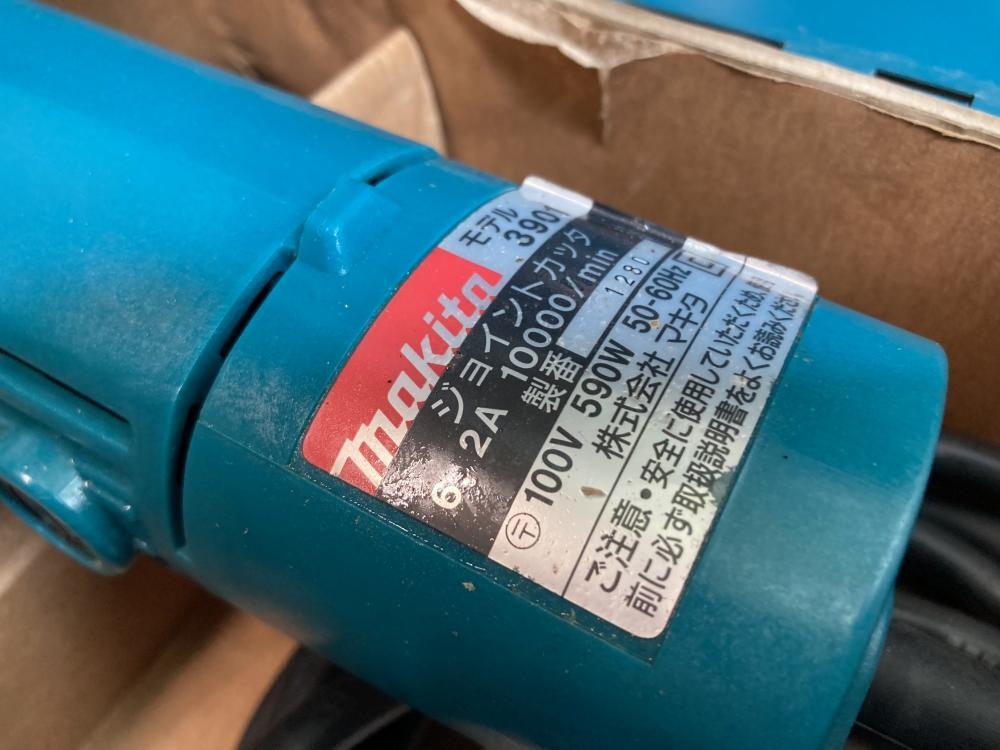 makita
モデル
3901
ジョイントカッタ
10000/min
6.2A
製番
1280
100V 590W 50-60Hz
株式会社 マキタ
ご注意・安全に使用していただくため、
前に必ず取扱説明書をよくお読みください